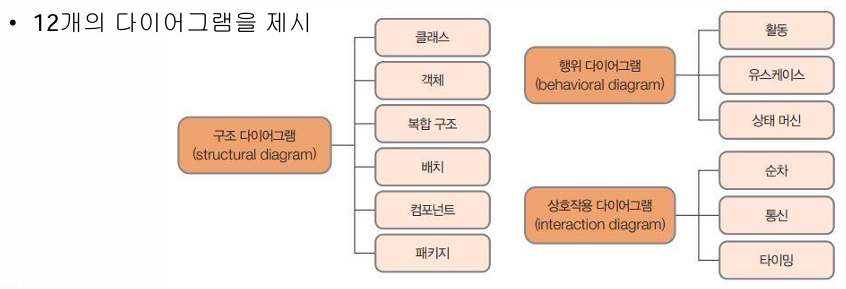 • 12개의 다이어그램을 제시
구조 다이어그램
(structural diagram)
클래스
객체
복합 구조
배치
컴포넌트
패키지
행위 다이어그램
(behavioral diagram)
활동
유스케이스
상태 머신
상호작용 다이어그램
(interaction diagram)
순차
통신
타이밍